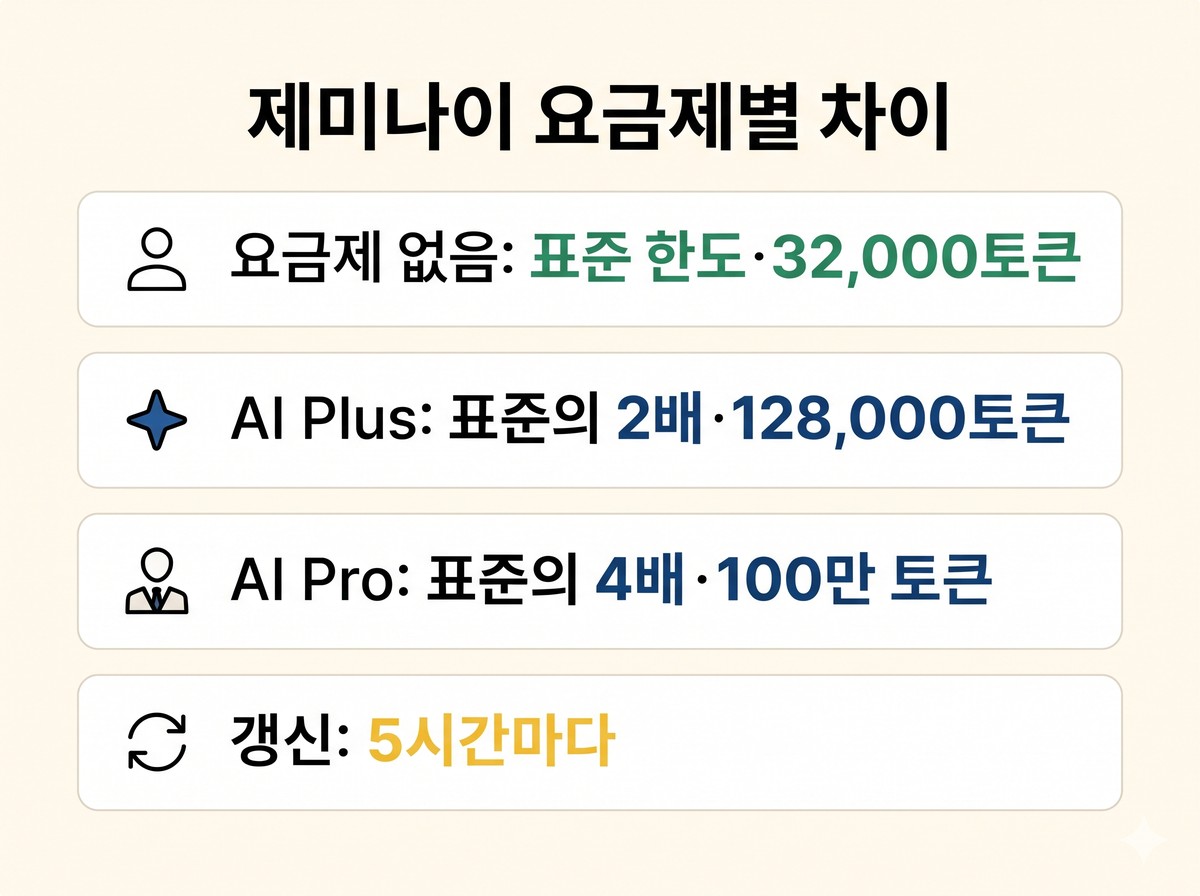 제미나이 요금제별 차이
요금제 없음: 표준 한도·32,000토큰
AI Plus: 표준의 2배·128,000토큰
AI Pro: 표준의 4배·100만 토큰
갱신: 5시간마다